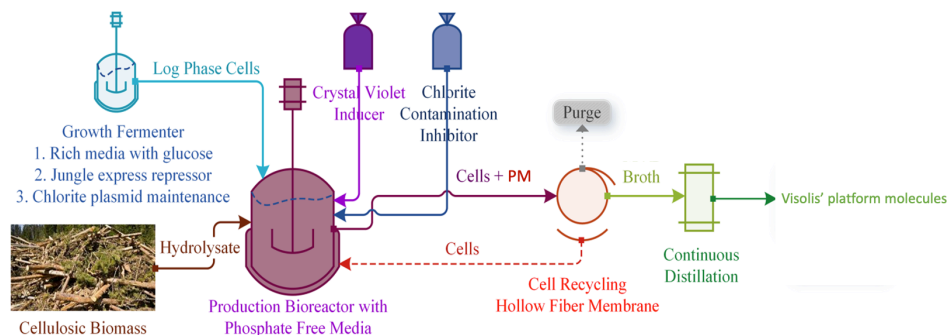 Log Phase Cells
Growth Fermenter
1. Rich media with glucose
2. Jungle express repressor
3. Chlorite plasmid maintenance
Crystal Violet
Inducer
Chlorite
Contamination
Inhibitor
Purge
Cells + PM
Broth
Visolis' platform molecules
Continuous
Distillation
Hydrolysate
Cells
Cell Recycling
Hollow Fiber Membrane
Production Bioreactor with
Phosphate Free Media
Cellulosic Biomass